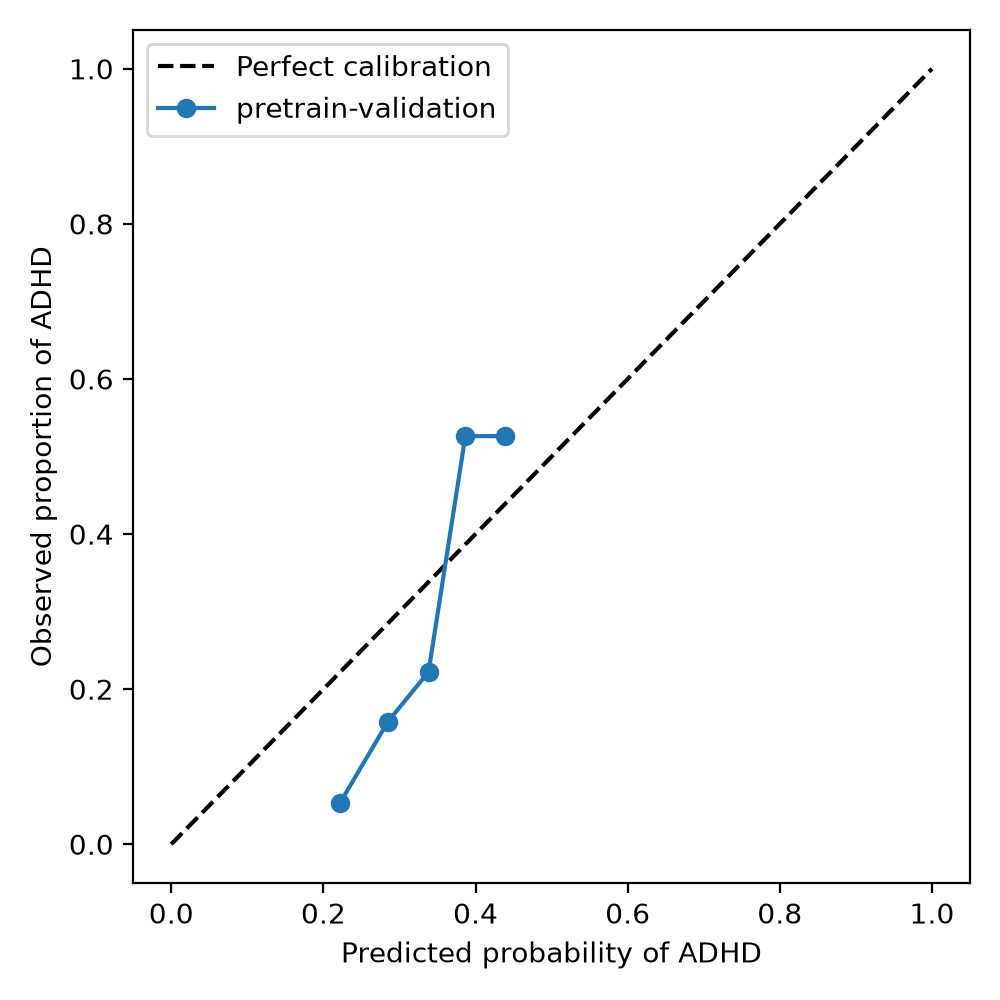 Perfect calibration
pretrain-validation
1.0
0.8
0.6
0.4
0.2
0.0
Observed proportion of ADHD
0.0 0.2 0.4 0.6 0.8 1.0
Predicted probability of ADHD